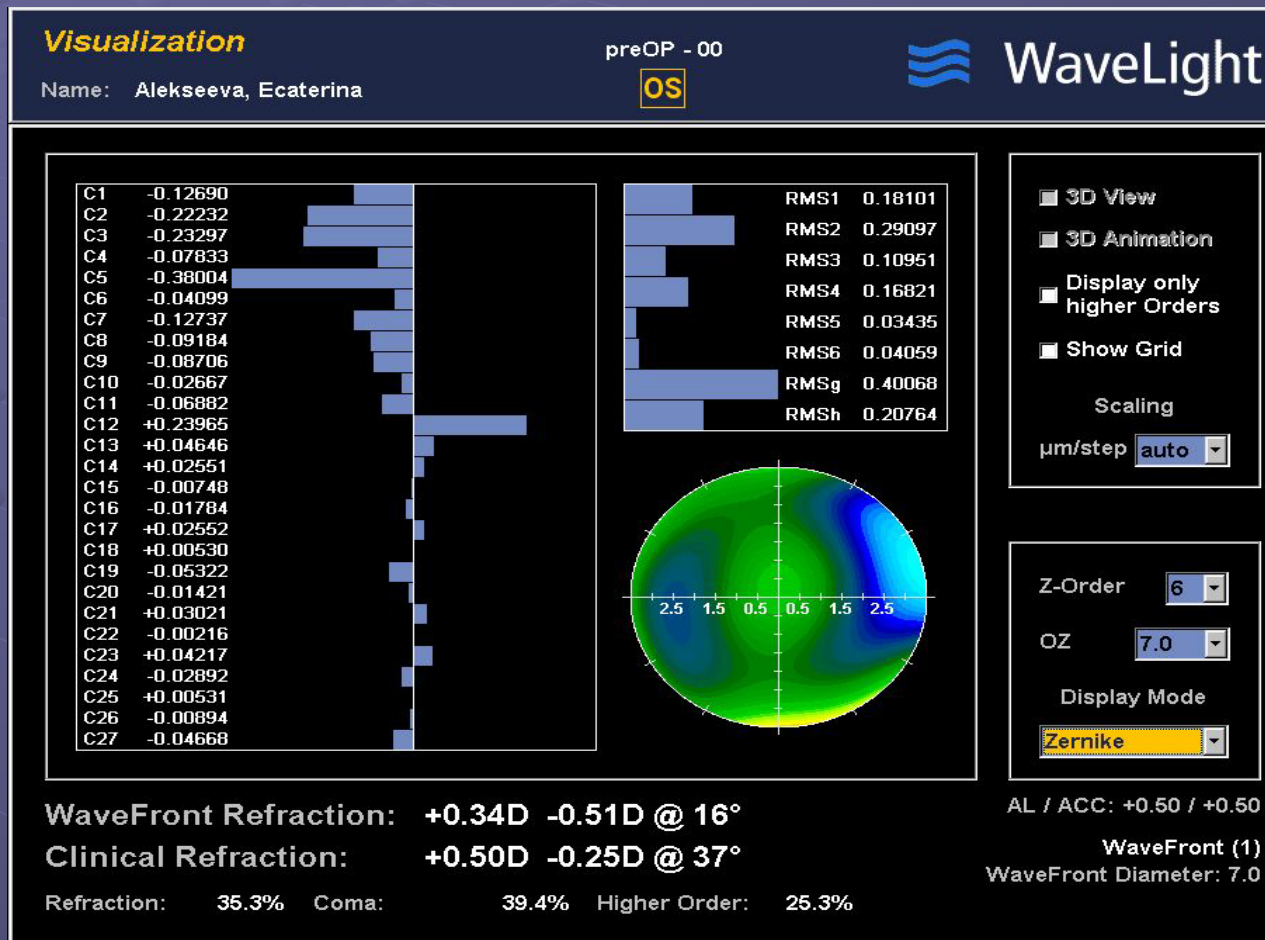 Visualization
preOP - 00
WaveLight
Name: Alekseeva, Ecaterina
OS
C1 -0.12690
C2 -0.22232
C3 -0.23297
C4 -0.07833
C5 -0.38004
C6 -0.04099
C7 -0.12737
C8 -0.09184
C9 -0.08706
C10 -0.02667
C11 -0.06882
C12 +0.23965
C13 +0.04646
C14 +0.02551
C15 -0.00748
C16 -0.01784
C17 +0.02552
C18 +0.00530
C19 -0.05322
C20 -0.01421
C21 +0.03021
C22 -0.00216
C23 +0.04217
C24 -0.02892
C25 +0.00531
C26 -0.00894
C27 -0.04668
RMS1 0.18101
RMS2 0.29097
RMS3 0.10951
RMS4 0.16821
RMS5 0.03435
RMS6 0.04059
RMSg 0.40068
RMSh 0.20764
2.5 1.5 0.5 0.5 1.5 2.5
3D View
3D Animation
Display only
higher Orders
Show Grid
Scaling
µm/step auto
Z-Order 6
OZ 7.0
Display Mode
Zernike
WaveFront Refraction: +0.34D -0.51D @ 16°
Clinical Refraction: +0.50D -0.25D @ 37°
Refraction: 35.3% Coma: 39.4% Higher Order: 25.3%
AL / ACC: +0.50 / +0.50
WaveFront (1)
WaveFront Diameter: 7.0